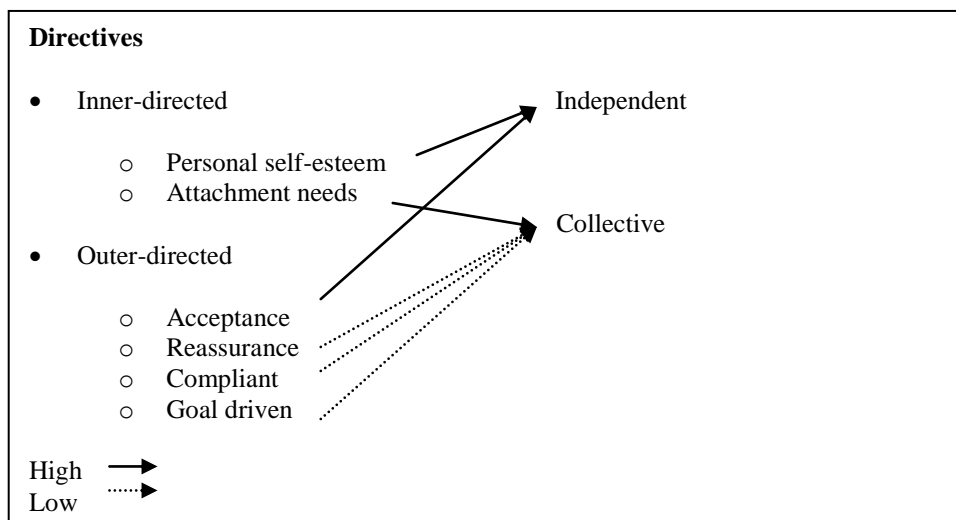 Directives
• Inner-directed
Independent
o Personal self-esteem
o Attachment needs
Collective
• Outer-directed
o Acceptance
o Reassurance
o Compliant
o Goal driven
High
Low